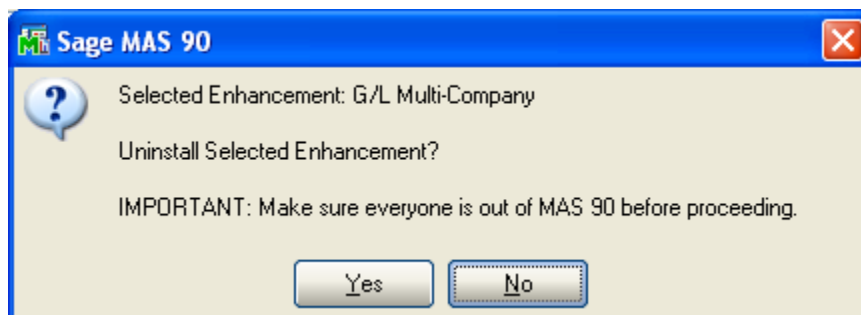 Sage MAS 90
Selected Enhancement: G/L Multi-Company
Uninstall Selected Enhancement?
IMPORTANT: Make sure everyone is out of MAS 90 before proceeding.
Yes No